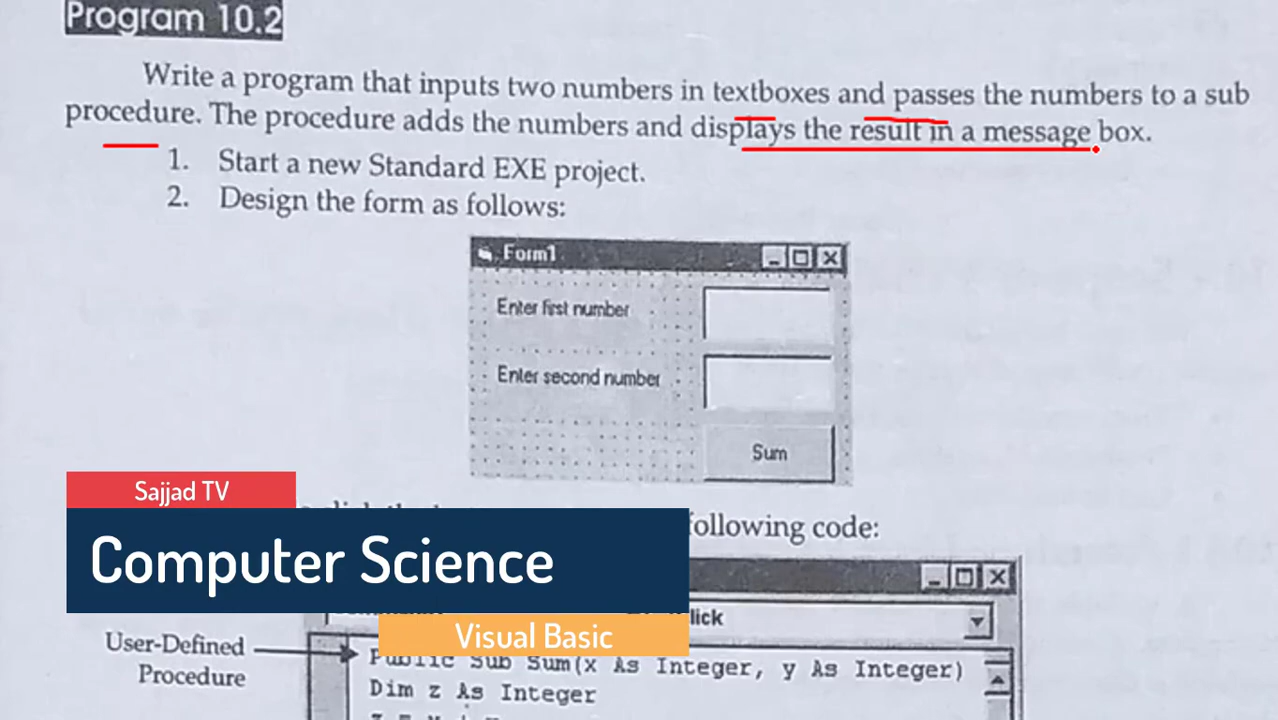 Program 10.2
Write a program that inputs two numbers in textboxes and passes the numbers to a sub
procedure. The procedure adds the numbers and displays the result in a message box.
1. Start a new Standard EXE project.
2. Design the form as follows:
Form1
Enter first number
Enter second number
Sum
Sajjad TV
following code:
Computer Science
lick
Visual Basic
User-Defined
Procedure
Public Sub Sum(x As Integer, y As Integer)
Dim z As Integer